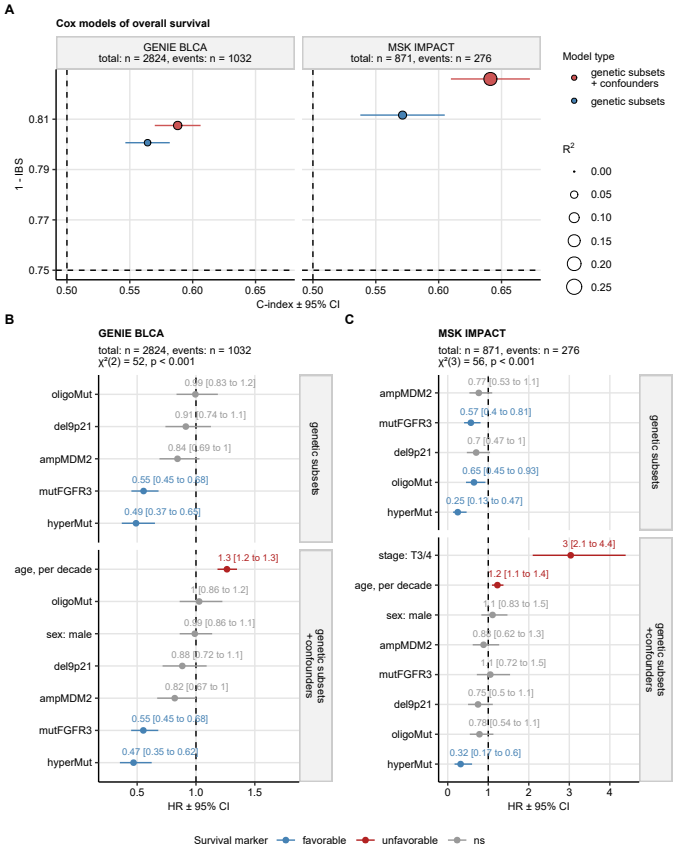 A
Cox models of overall survival
GENIE BLCA
total: n = 2824, events: n = 1032
MSK IMPACT
total: n = 871, events: n = 276
1 - IBS
0.81
0.79
0.77
0.75
0.50
0.55
0.60
0.65
0.50
0.55
0.60
0.65
C-index ± 95% CI
Model type
genetic subsets
+ confounders
genetic subsets
R²
0.00
0.05
0.10
0.15
0.20
0.25
B
GENIE BLCA
total: n = 2824, events: n = 1032
χ²(2) = 52, p < 0.001
oligoMut 0.99 [0.83 to 1.2]
del9p21 0.91 [0.74 to 1.1]
ampMDM2 0.84 [0.69 to 1]
mutFGFR3 0.55 [0.45 to 0.68]
hyperMut 0.49 [0.37 to 0.65]
genetic subsets
age, per decade 1.3 [1.2 to 1.3]
oligoMut 1 [0.86 to 1.2]
sex: male 0.99 [0.86 to 1.1]
del9p21 0.88 [0.72 to 1.1]
ampMDM2 0.82 [0.67 to 1]
mutFGFR3 0.55 [0.45 to 0.68]
hyperMut 0.47 [0.35 to 0.62]
genetic subsets
+confounders
0.5
1.0
1.5
HR ± 95% CI
C
MSK IMPACT
total: n = 871, events: n = 276
χ²(3) = 56, p < 0.001
ampMDM2 0.77 [0.53 to 1.1]
mutFGFR3 0.57 [0.4 to 0.81]
del9p21 0.7 [0.47 to 1]
oligoMut 0.65 [0.45 to 0.93]
hyperMut 0.25 [0.13 to 0.47]
genetic subsets
stage: T3/4 3 [2.1 to 4.4]
age, per decade 1.2 [1.1 to 1.4]
sex: male 1.1 [0.83 to 1.5]
ampMDM2 0.88 [0.62 to 1.3]
mutFGFR3 1.1 [0.72 to 1.5]
del9p21 0.75 [0.5 to 1.1]
oligoMut 0.78 [0.54 to 1.1]
hyperMut 0.32 [0.17 to 0.6]
genetic subsets
+confounders
0
1
2
3
4
HR ± 95% CI
Survival marker
favorable
unfavorable
ns